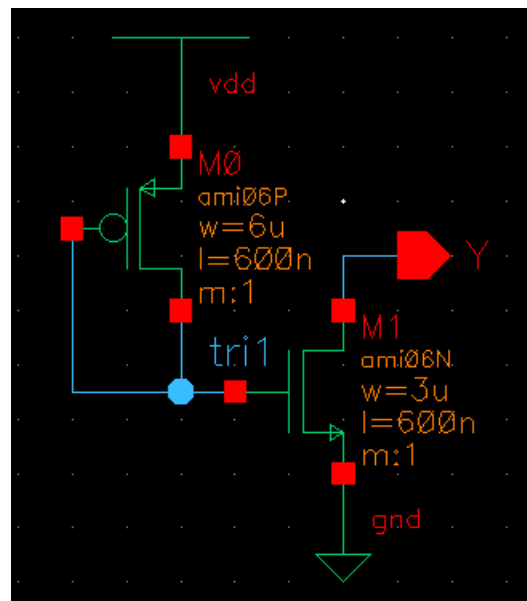 vdd
M0
ami06P
w=6u
l=600n
m:1
Y
M1
tri1
ami06N
w=3u
l=600n
m:1
gnd